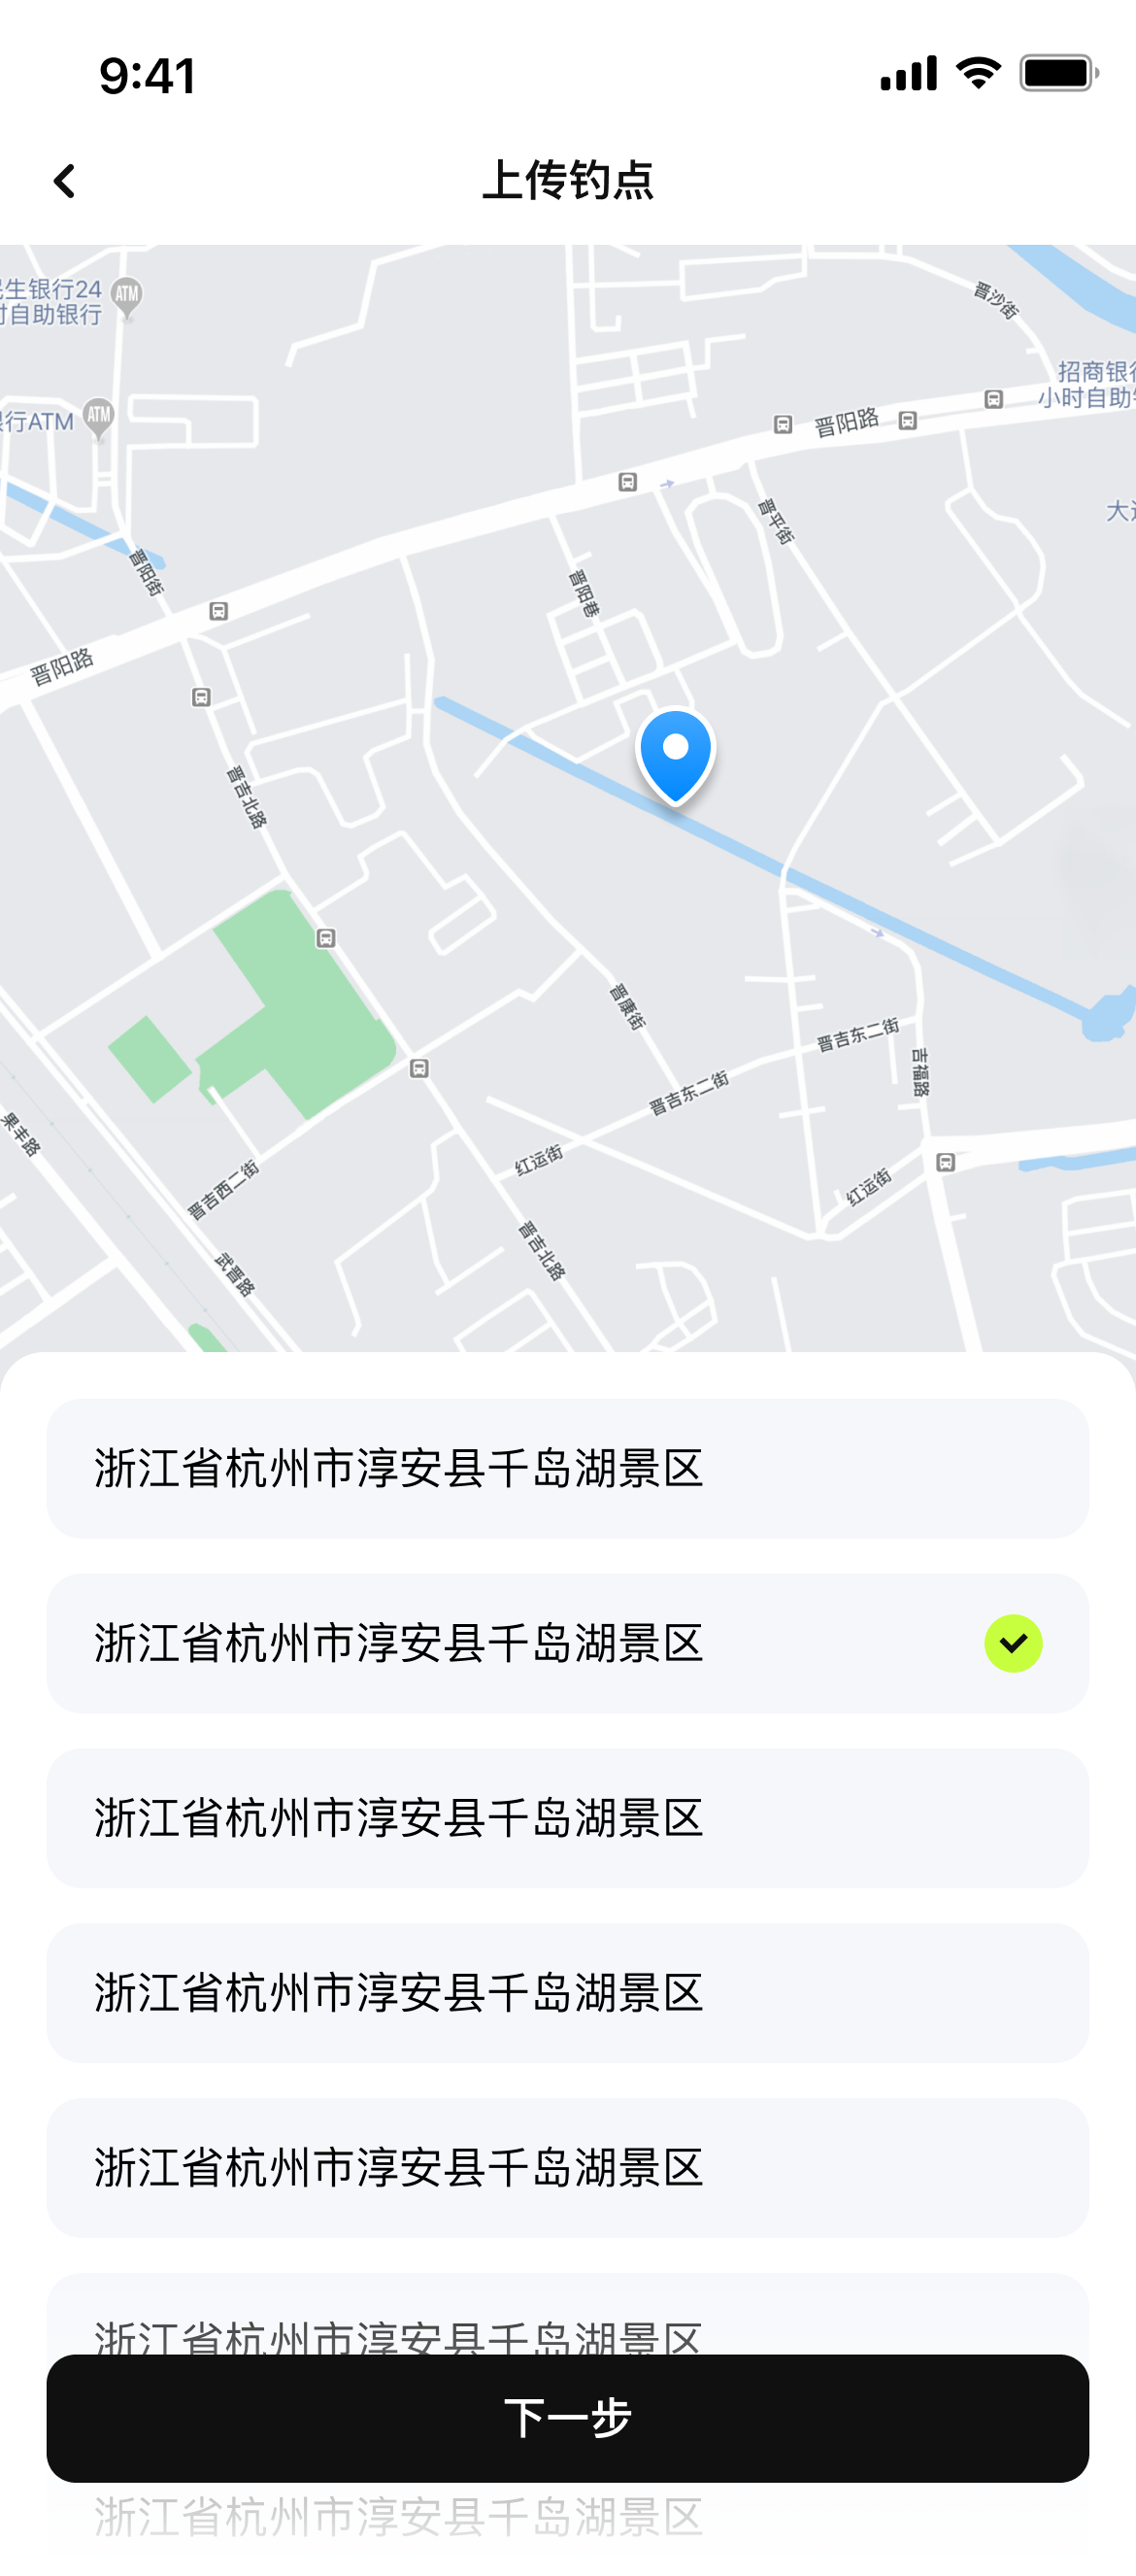 9:41
上传钓点
生银行24
自助银行
ATM
行ATM
ATM
晋沙街
招商银
小时自助
晋阳路
大
晋平街
晋阳街
晋阳巷
晋阳路
晋吉北路
晋康街
晋吉东二街
吉福路
晋吉东二街
果丰路
红运街
晋吉西二街
红运街
晋吉北路
武晋路
浙江省杭州市淳安县千岛湖景区
浙江省杭州市淳安县千岛湖景区
浙江省杭州市淳安县千岛湖景区
浙江省杭州市淳安县千岛湖景区
浙江省杭州市淳安县千岛湖景区
浙江省杭州市淳安县千岛湖景区
下一步
浙江省杭州市淳安县千岛湖景区